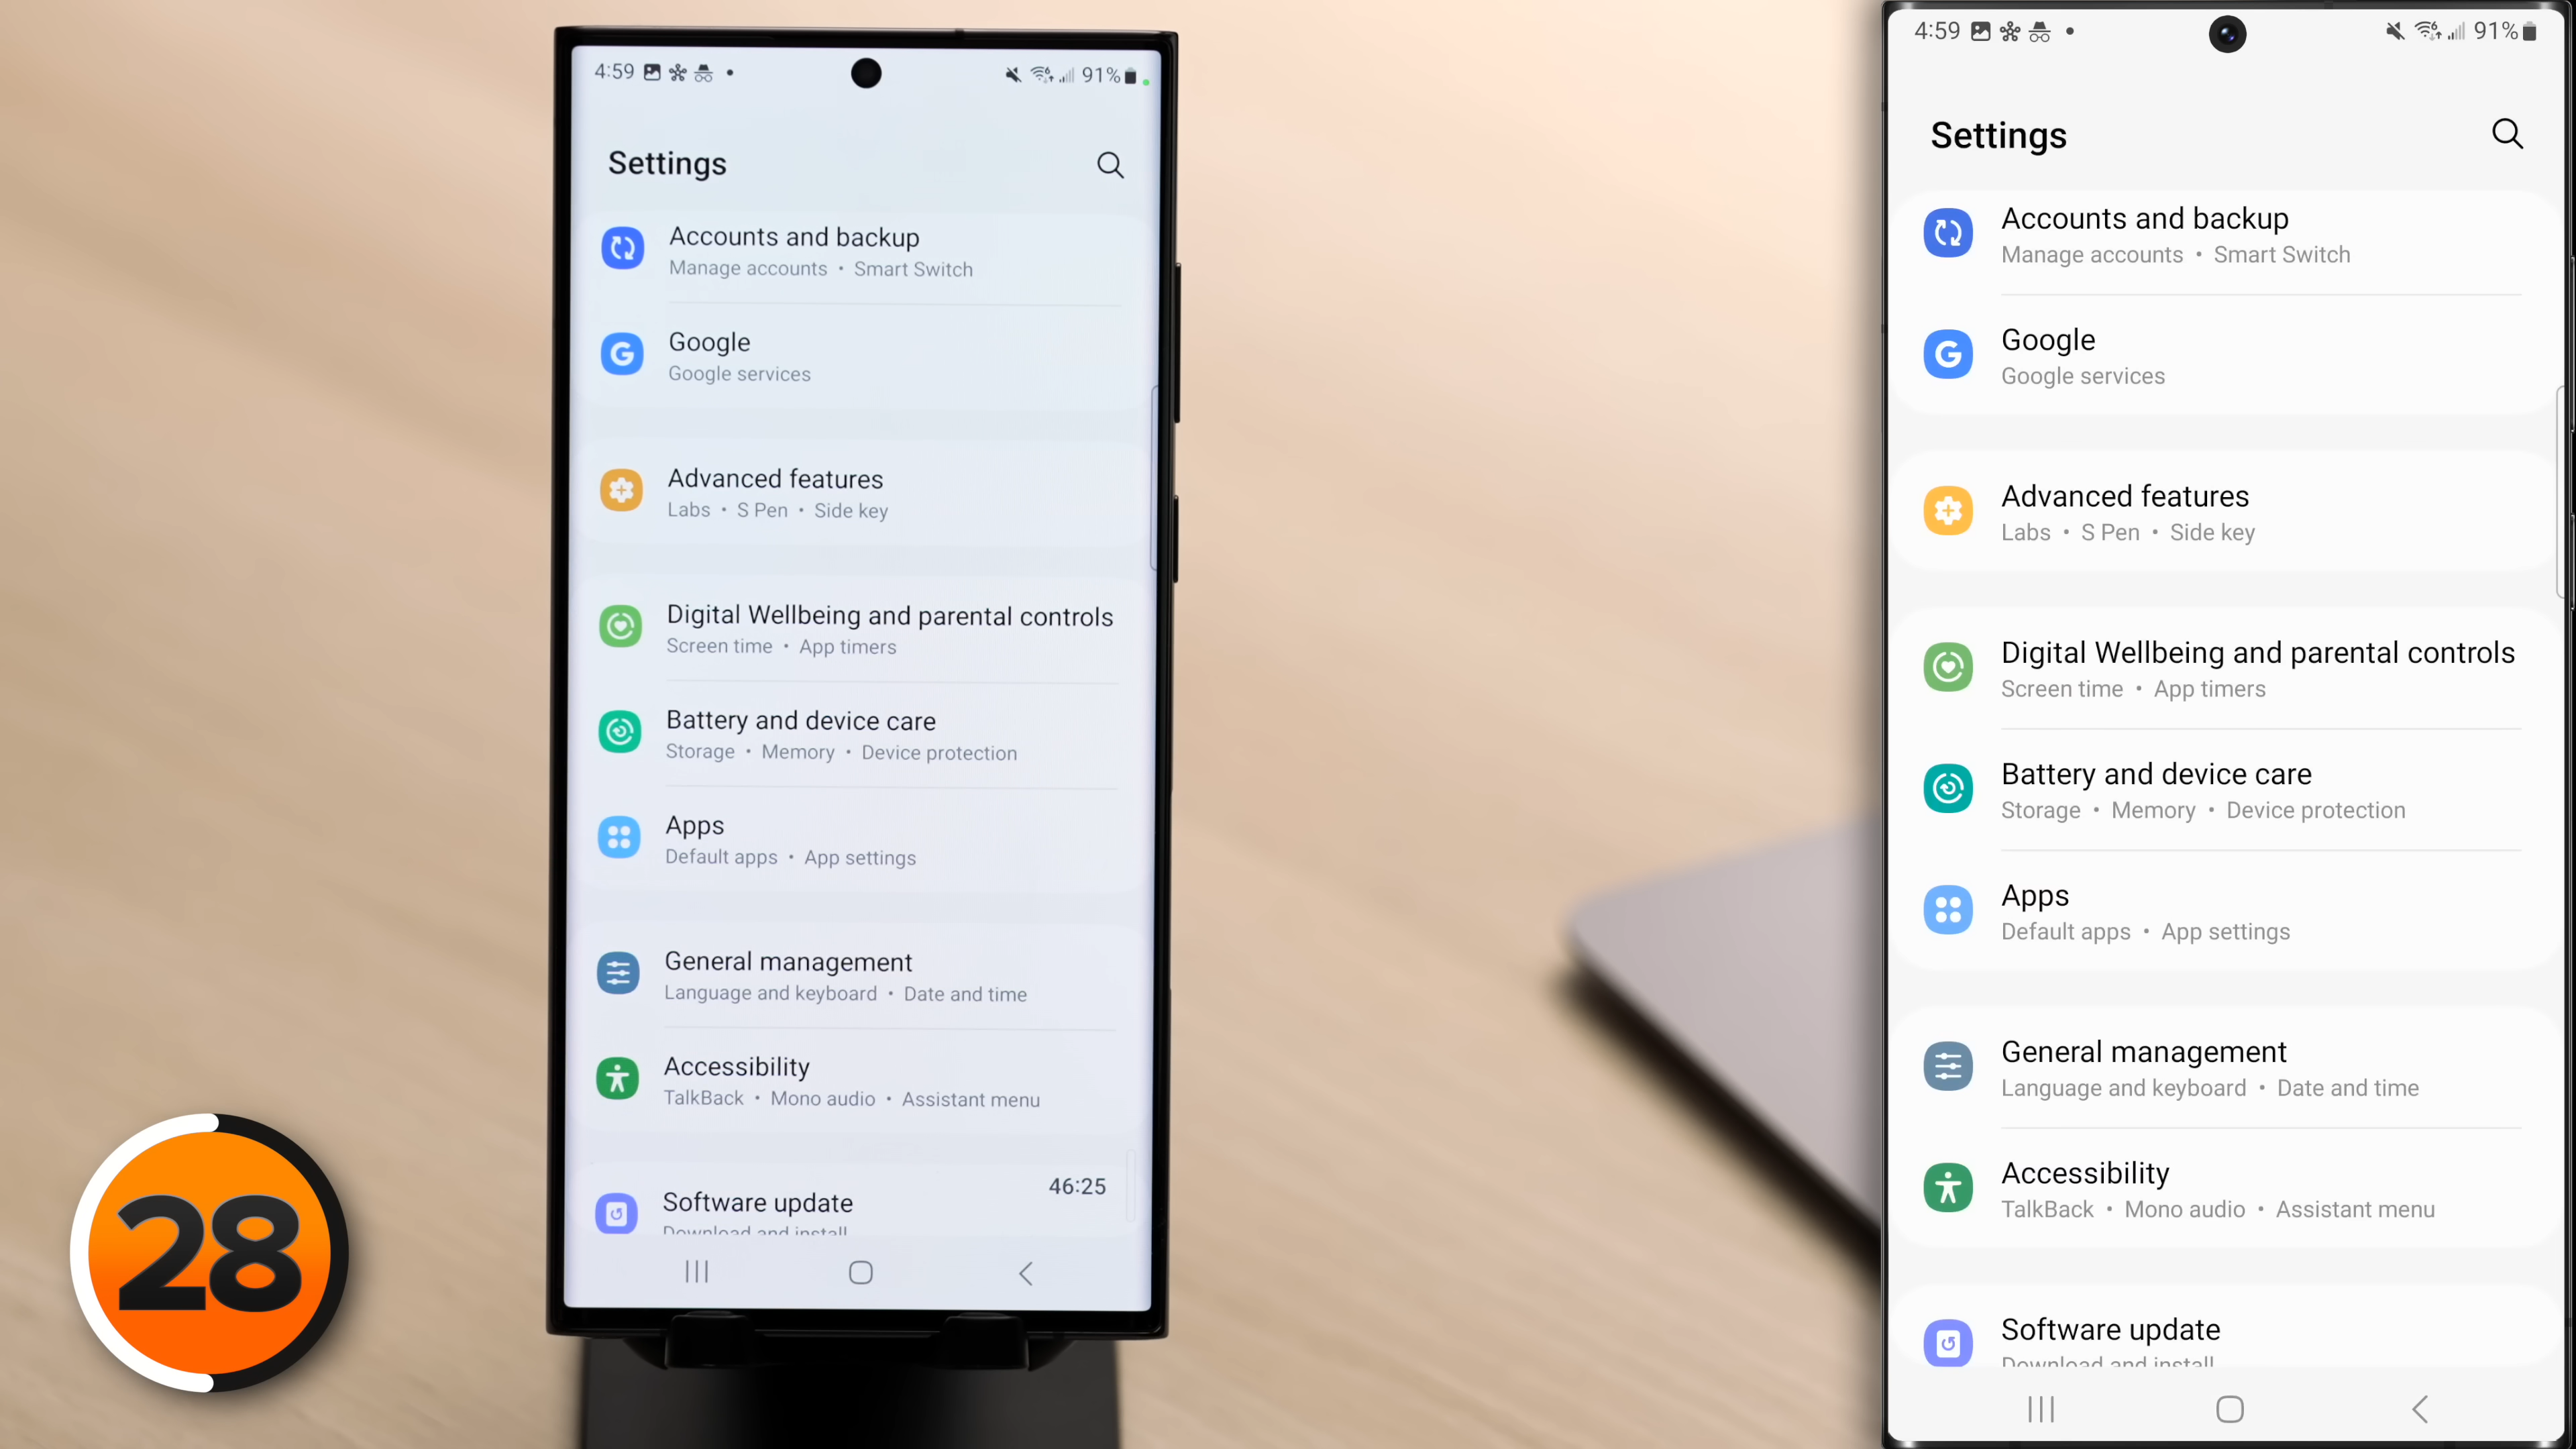 4:59
91%
Settings
Accounts and backup
Manage accounts • Smart Switch
Google
Google services
Advanced features
Labs • S Pen • Side key
Digital Wellbeing and parental controls
Screen time • App timers
Battery and device care
Storage • Memory • Device protection
Apps
Default apps • App settings
General management
Language and keyboard • Date and time
Accessibility
TalkBack • Mono audio • Assistant menu
46:25
Software update
Download and install
28
4:59
91%
Settings
Accounts and backup
Manage accounts • Smart Switch
Google
Google services
Advanced features
Labs • S Pen • Side key
Digital Wellbeing and parental controls
Screen time • App timers
Battery and device care
Storage • Memory • Device protection
Apps
Default apps • App settings
General management
Language and keyboard • Date and time
Accessibility
TalkBack • Mono audio • Assistant menu
Software update
Download and install